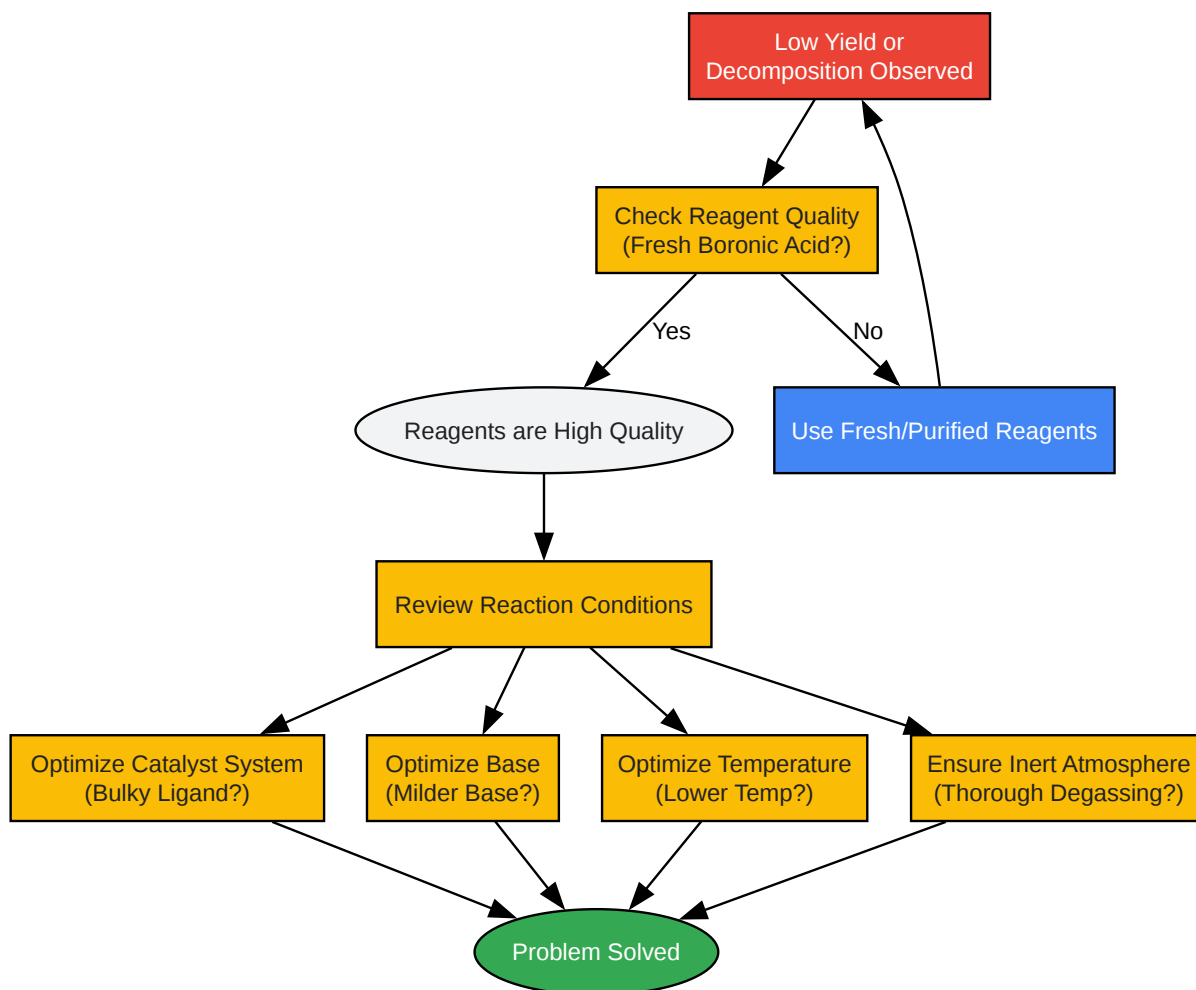 Low Yield or
Decomposition Observed
Check Reagent Quality
(Fresh Boronic Acid?)
Yes
No
Reagents are High Quality
Use Fresh/Purified Reagents
Review Reaction Conditions
Optimize Catalyst System
(Bulky Ligand?)
Optimize Base
(Milder Base?)
Optimize Temperature
(Lower Temp?)
Ensure Inert Atmosphere
(Thorough Degassing?)
Problem Solved